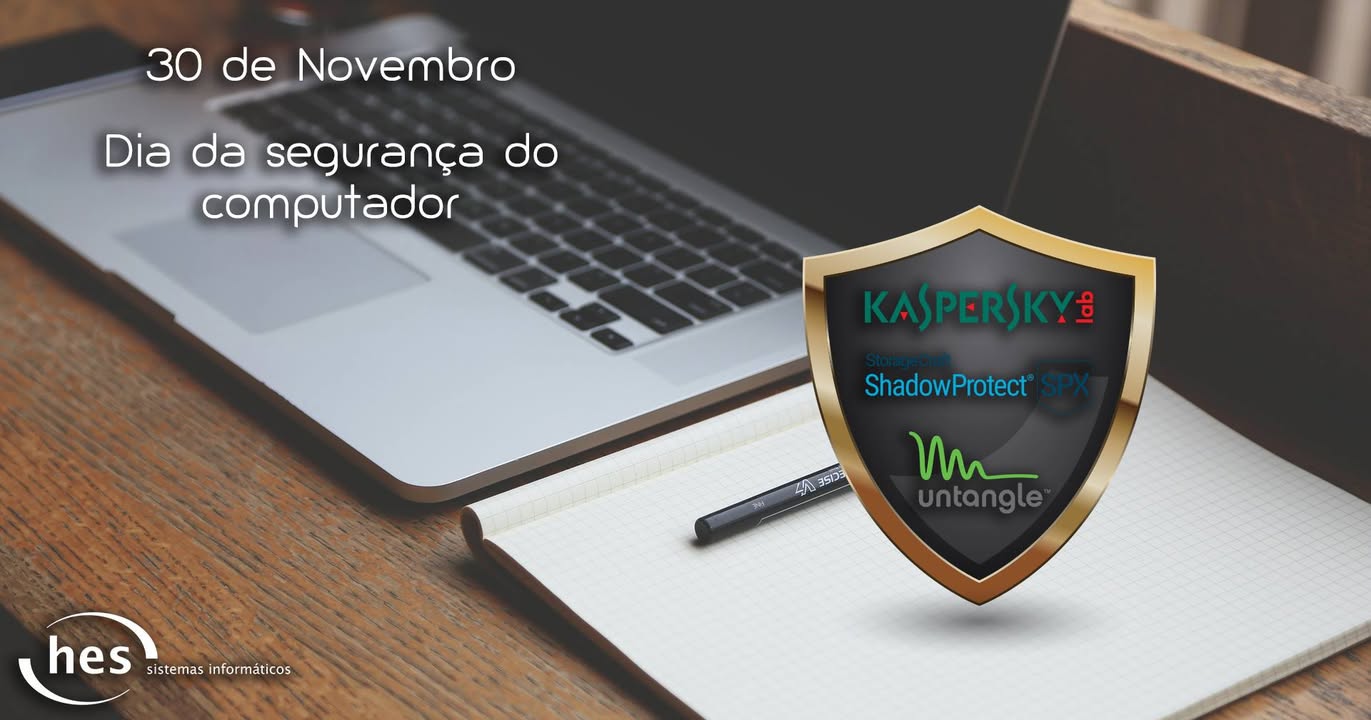 30 de Novembro
Dia da segurança do
computador
KASPERSKY lab
StorageCraft
ShadowProtect® SPX
untangle™
hes
sistemas informáticos